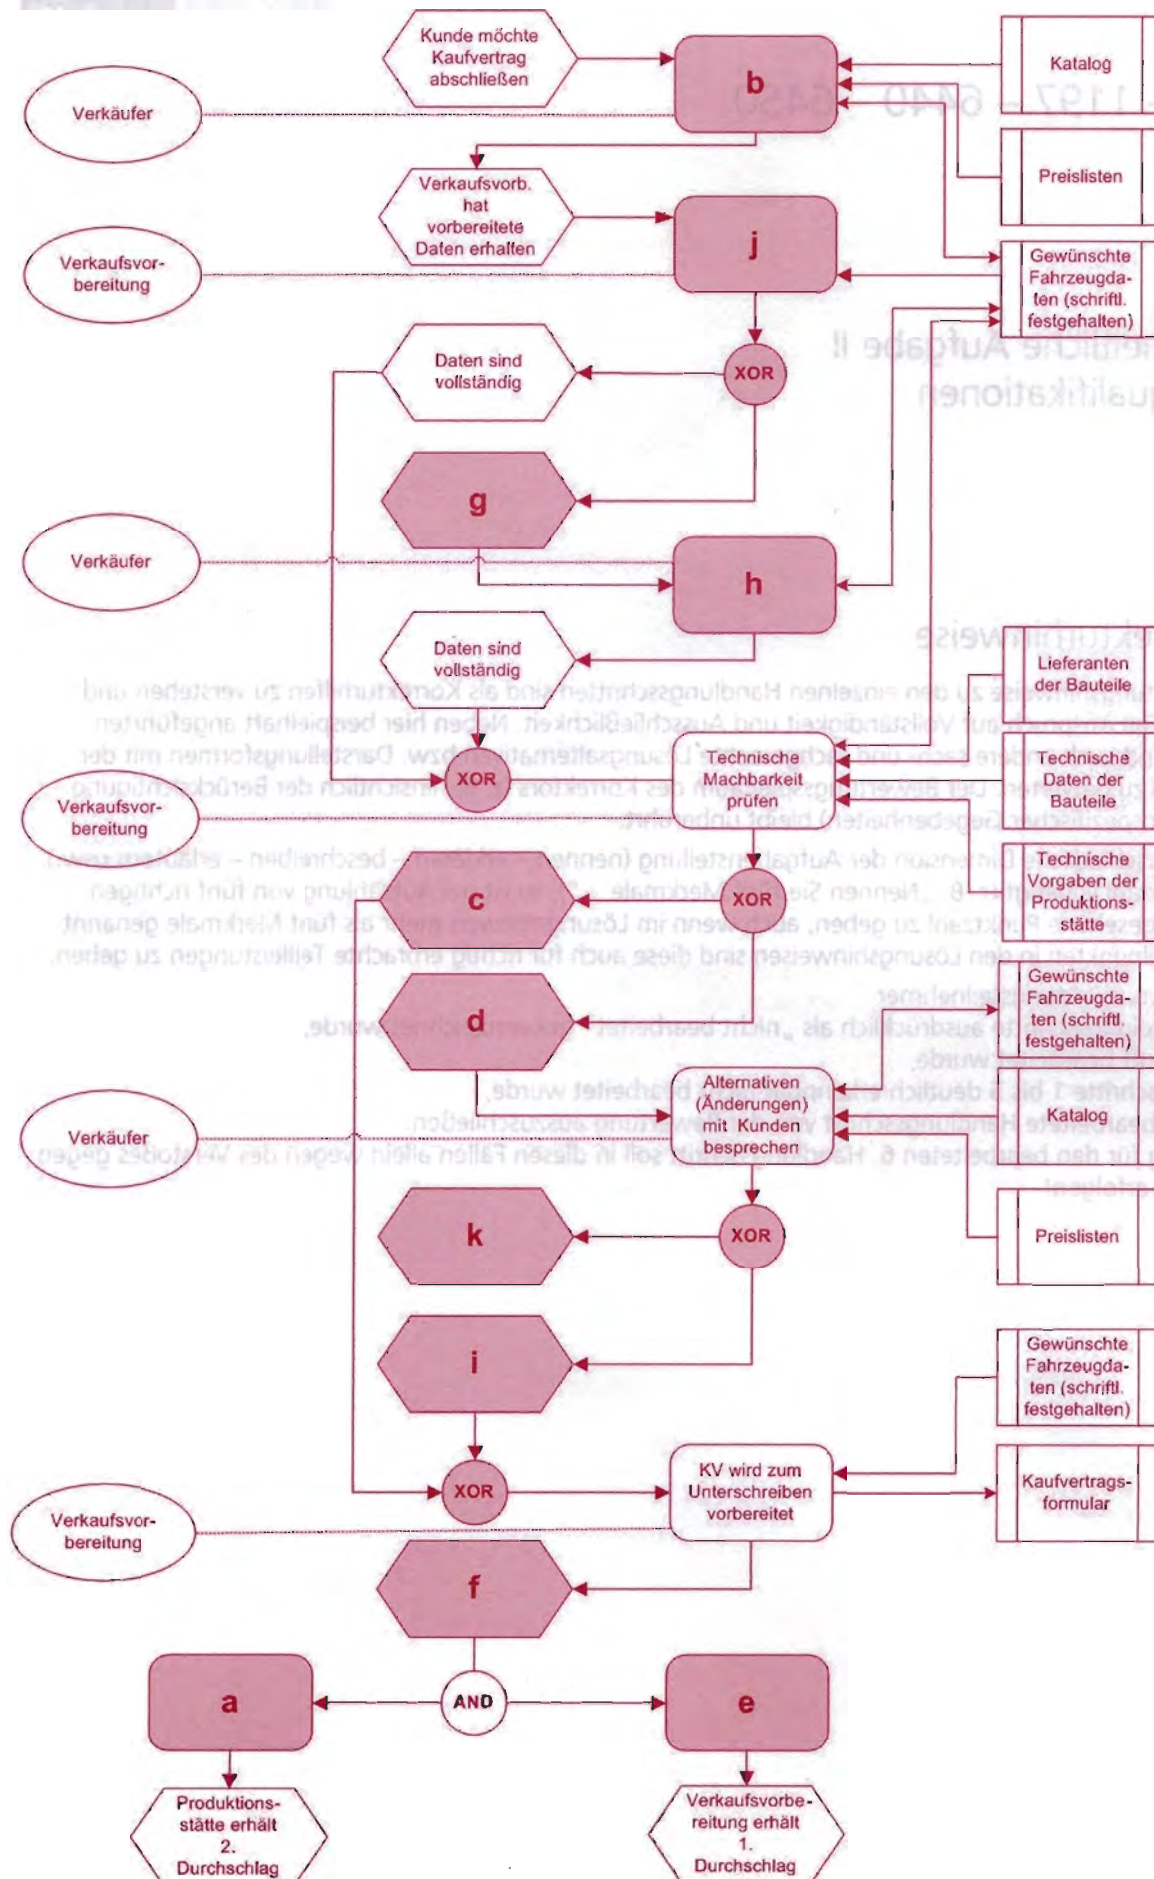 Kunde möchte
Kaufvertrag
abschließen
b
Katalog
Verkäufer
Preislisten
Verkaufsvorb.
hat
vorbereitete
Daten erhalten
j
Verkaufsvor-
bereitung
Gewünschte
Fahrzeugda-
ten (schriftl.
festgehalten)
Daten sind
vollständig
XOR
g
Verkäufer
h
Daten sind
vollständig
Lieferanten
der Bauteile
XOR
Technische
Machbarkeit
prüfen
Technische
Daten der
Bauteile
Verkaufsvor-
bereitung
c
XOR
Technische
Vorgaben der
Produktions-
stätte
d
Gewünschte
Fahrzeugda-
ten (schriftl.
festgehalten)
Verkäufer
Alternativen
(Änderungen)
mit Kunden
besprechen
Katalog
k
XOR
Preislisten
i
Gewünschte
Fahrzeugda-
ten (schriftl.
festgehalten)
XOR
KV wird zum
Unterschreiben
vorbereitet
Kaufvertrags-
formular
Verkaufsvor-
bereitung
f
a
AND
e
Produktions-
stätte erhält
2.
Durchschlag
Verkaufsvorbe-
reitung erhält
1.
Durchschlag